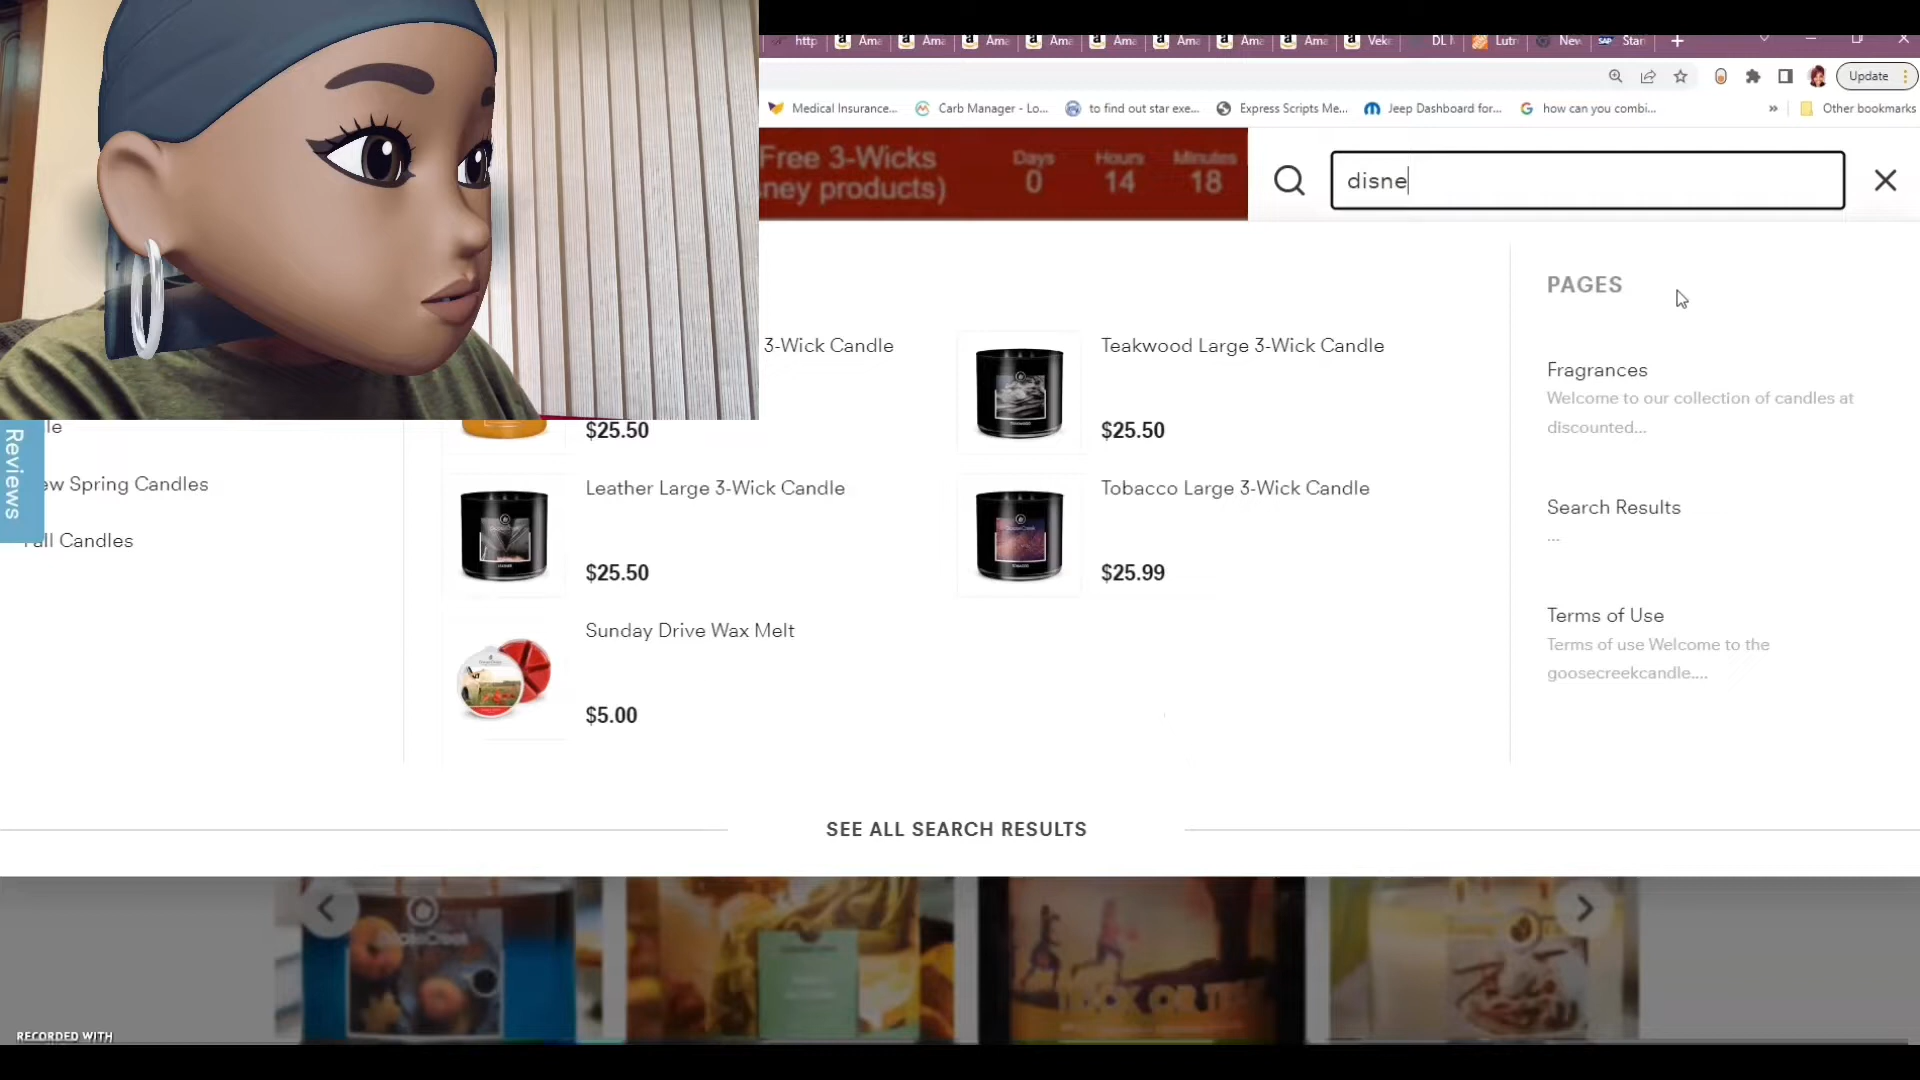 http
Ama
Ama
Ama
Ama
Ama
Ama
Ama
Ama
Vek
DL
Lutr
New
SAP
Star
Update
Medical Insurance...
Carb Manager - Lo...
to find out star exe...
Express Scripts Me...
Jeep Dashboard for...
how can you combi...
»
Other bookmarks
Free 3-Wicks
ney products)
Days
0
Hours
14
Minutes
18
disne
PAGES
3-Wick Candle
$25.50
Teakwood Large 3-Wick Candle
$25.50
Fragrances
Welcome to our collection of candles at
discounted...
Reviews
le
ew Spring Candles
all Candles
Leather Large 3-Wick Candle
$25.50
Tobacco Large 3-Wick Candle
$25.99
Search Results
...
Sunday Drive Wax Melt
$5.00
Terms of Use
Terms of use Welcome to the
goosecreekcandle....
SEE ALL SEARCH RESULTS
TRICK OR TRE
RECORDED WITH